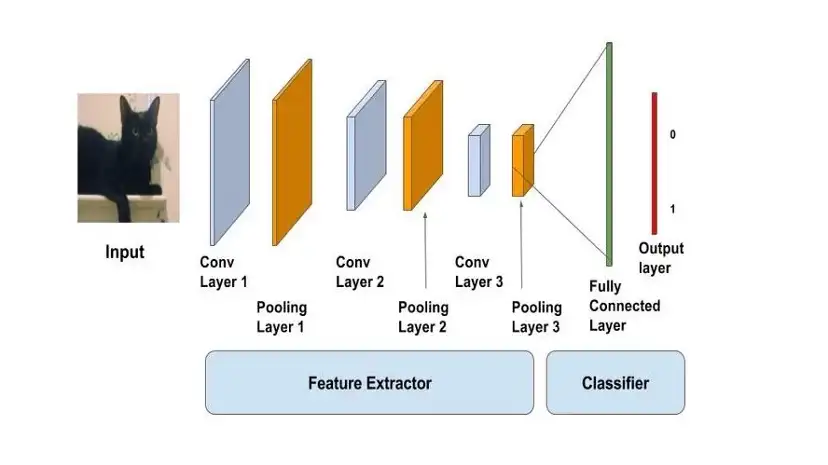 Input
Conv
Layer 1
Pooling
Layer 1
Conv
Layer 2
Pooling
Layer 2
Conv
Layer 3
Pooling
Layer 3
Fully
Connected
Layer
0
1
Output
layer
Feature Extractor
Classifier